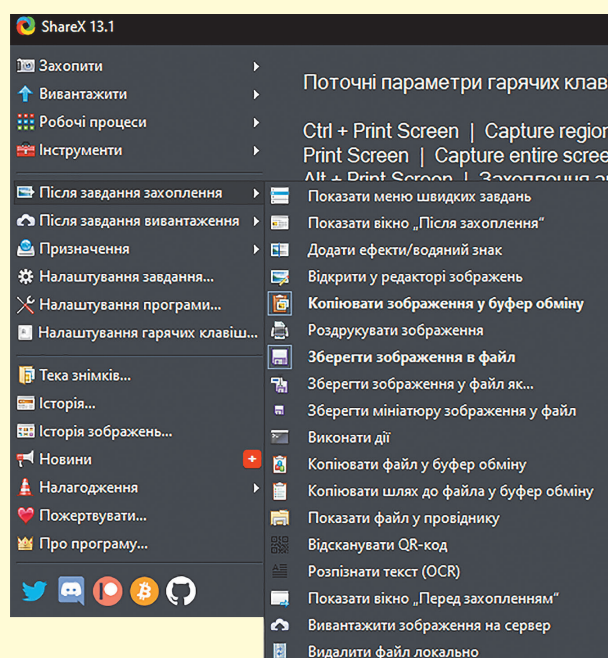 ShareX 13.1
Захопити
Вивантажити
Робочі процеси
Інструменти
Після завдання захоплення
Після завдання вивантаження
Призначення
Налаштування завдання...
Налаштування програми...
Налаштування гарячих клавіш...
Тека знімків...
Історія...
Історія зображень...
Новини
Налагодження
Пожертвувати...
Про програму...
Поточні параметри гарячих клав
Ctrl + Print Screen | Capture region
Print Screen | Capture entire scree
Alt + Print Screen | Захоплення а
Показати меню швидких завдань
Показати вікно „Після захоплення“
Додати ефекти/водяний знак
Відкрити у редакторі зображень
Копіювати зображення у буфер обміну
Роздрукувати зображення
Зберегти зображення в файл
Зберегти зображення у файл як...
Зберегти мініатюру зображення у файл
Виконати дії
Копіювати файл у буфер обміну
Копіювати шлях до файла у буфер обміну
Показати файл у провіднику
Відсканувати QR-код
Розпізнати текст (OCR)
Показати вікно „Перед захопленням“
Вивантажити зображення на сервер
Видалити файл локально